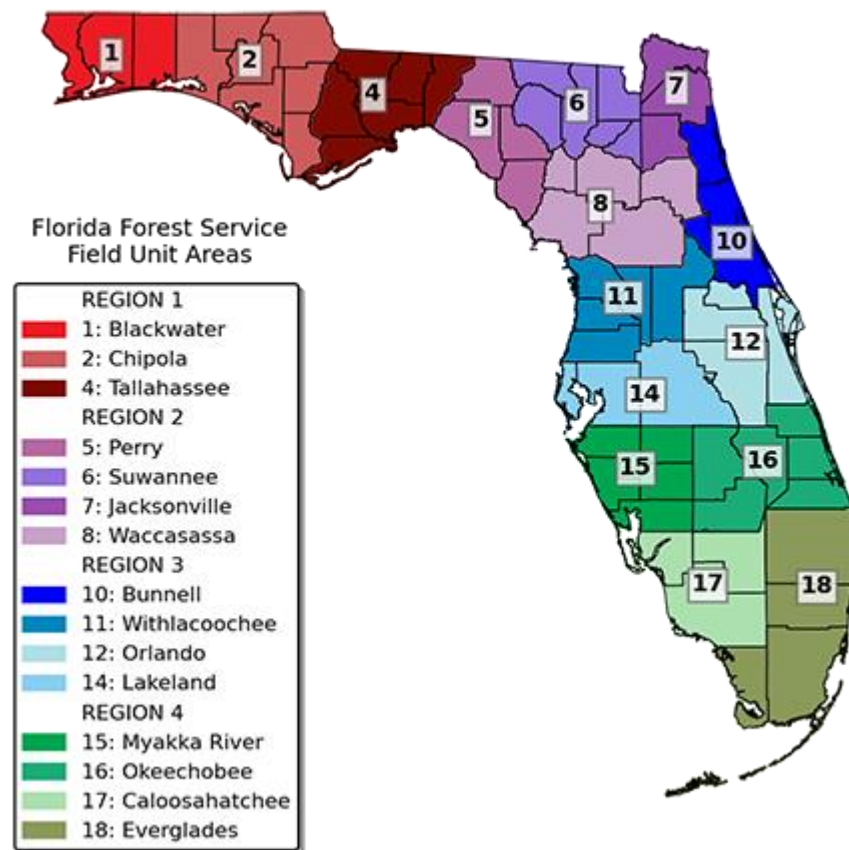 Florida Forest Service
Field Unit Areas
REGION 1
1: Blackwater
2: Chipola
4: Tallahassee
REGION 2
5: Perry
6: Suwannee
7: Jacksonville
8: Waccasassa
REGION 3
10: Bunnell
11: Withlacoochee
12: Orlando
14: Lakeland
REGION 4
15: Myakka River
16: Okeechobee
17: Caloosahatchee
18: Everglades
1
2
4
5
6
7
8
10
11
12
14
15
16
17
18